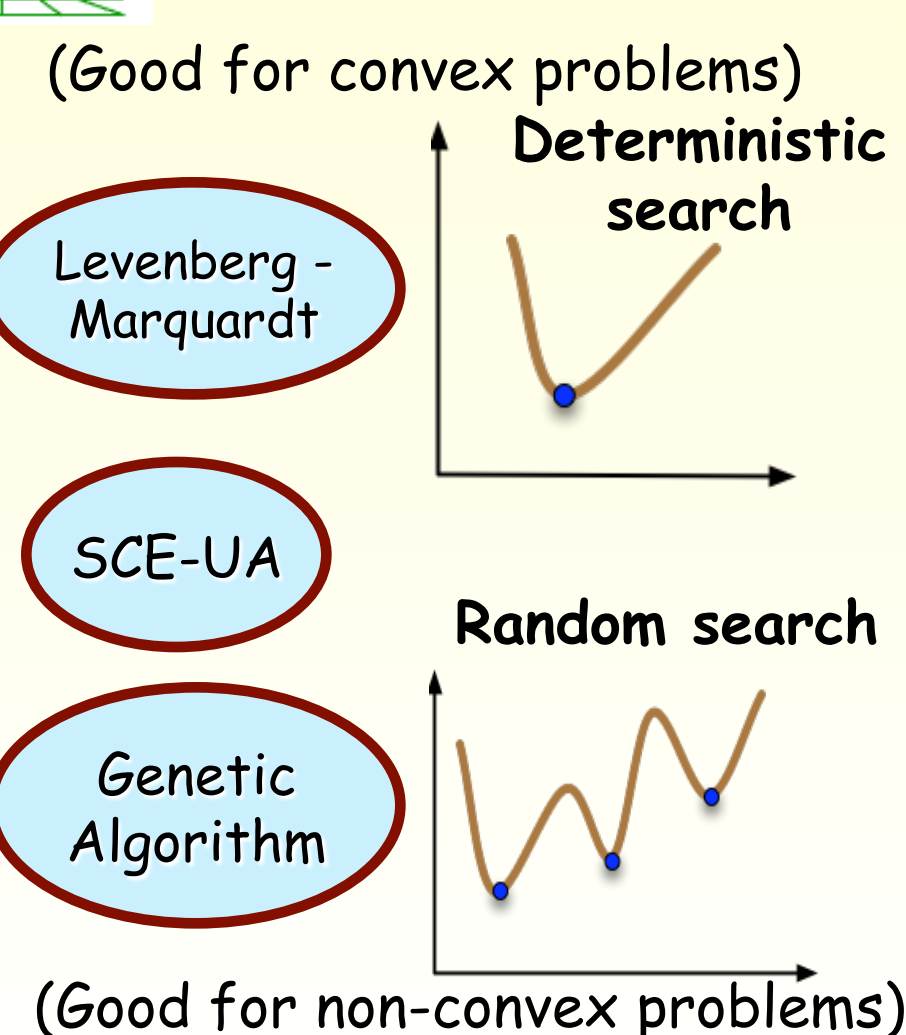 (Good for convex problems)
Deterministic
search
Levenberg -
Marquardt
SCE-UA
Random search
Genetic
Algorithm
(Good for non-convex problems)